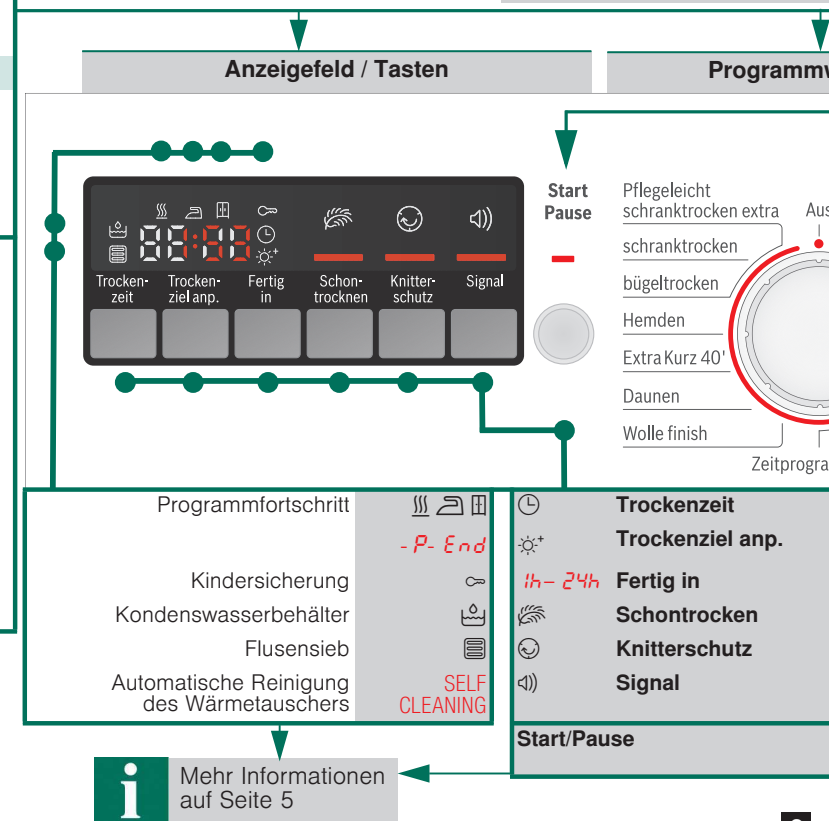 Anzeigefeld / Tasten
Programmw
Start
Pause
Pflegeleicht
schranktrocken extra
Aus
schranktrocken
bügeltrocken
Hemden
Extra Kurz 40'
Daunen
Wolle finish
Zeitprogra
Trocken-
zeit
Trocken-
ziel anp.
Fertig
in
Schon-
trocknen
Knitter-
schutz
Signal
Programmfortschritt
-P- End
Kindersicherung
Kondenswasserbehälter
Flusensieb
Automatische Reinigung
des Wärmetauschers
SELF
CLEANING
Trockenzeit
Trockenziel anp.
1h– 24h Fertig in
Schontrocken
Knitterschutz
Signal
Start/Pause
i
Mehr Informationen
auf Seite 5